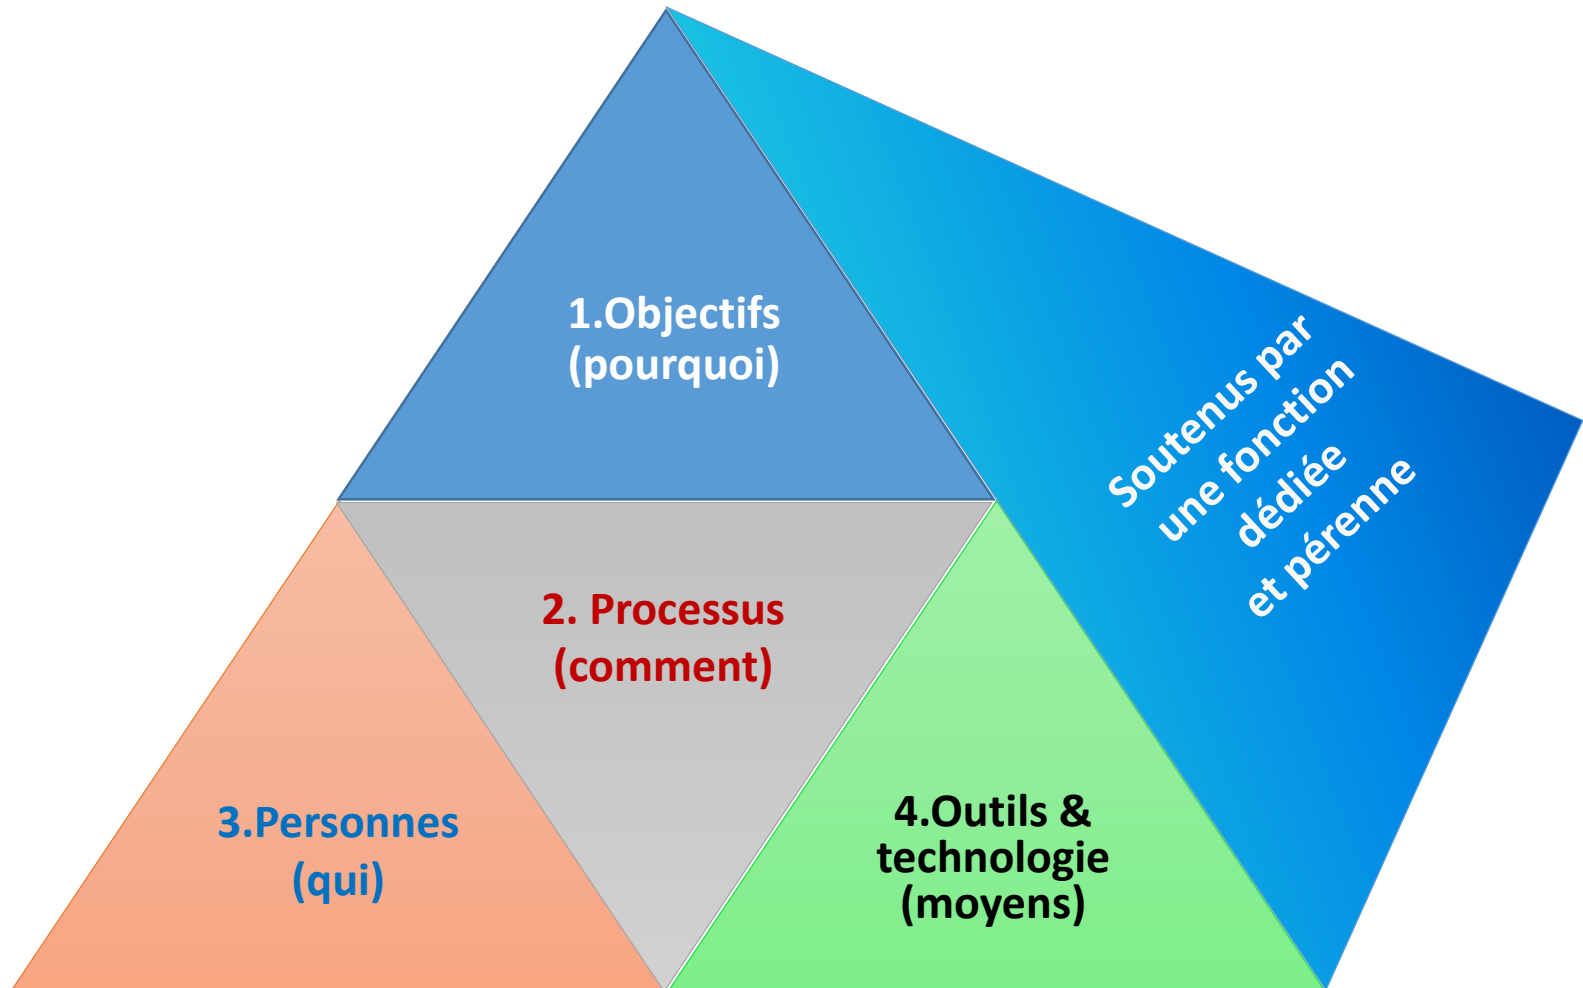 1.Objectifs
(pourquoi)
Soutenus par
une fonction
dédiée
et pérenne
2. Processus
(comment)
3.Personnes
(qui)
4.Outils &
technologie
(moyens)